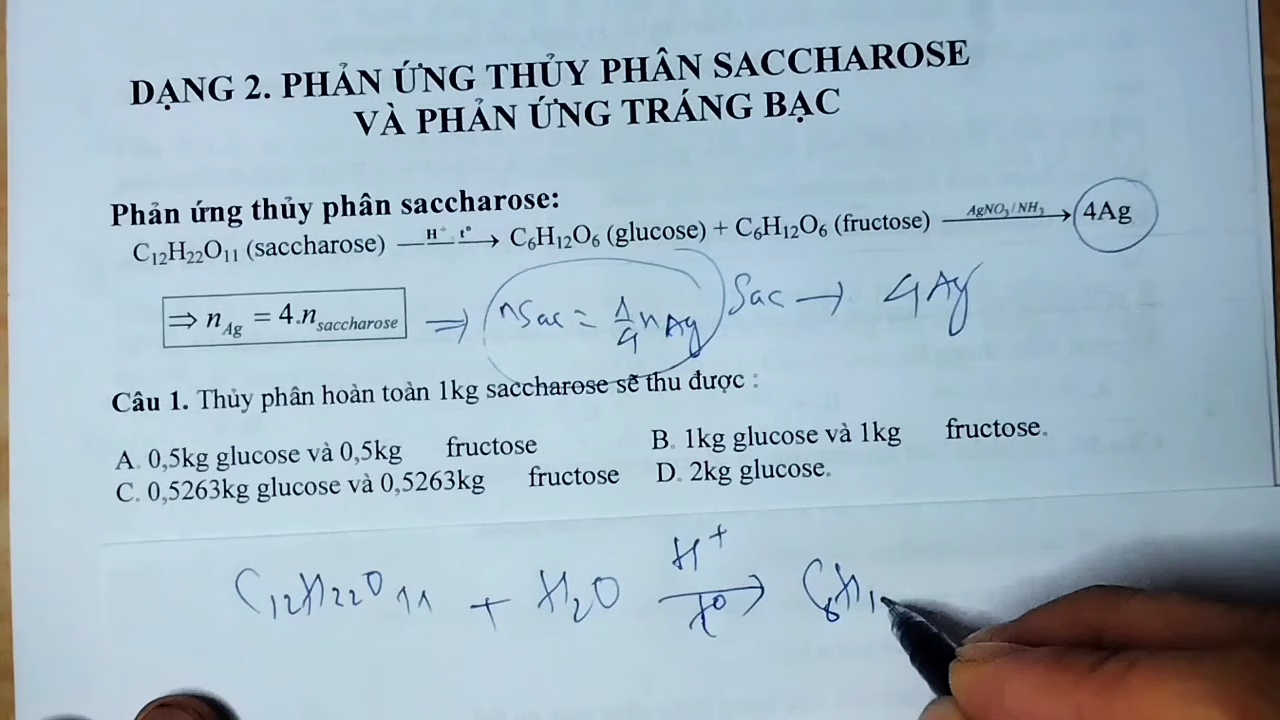 DẠNG 2. PHẢN ỨNG THỦY PHÂN SACCHAROSE
VÀ PHẢN ỨNG TRÁNG BẠC
Phản ứng thủy phân saccharose:
C₁₂H₂₂O₁₁ (saccharose) —H⁺ t°→ C₆H₁₂O₆ (glucose) + C₆H₁₂O₆ (fructose) —AgNO₃/NH₃→ 4Ag
⇒ n_Ag = 4.n_saccharose ⇒ nSac = 1/4 nAg Sac → 4Ag
Câu 1. Thủy phân hoàn toàn 1kg saccharose sẽ thu được :
A. 0,5kg glucose và 0,5kg fructose B. 1kg glucose và 1kg fructose.
C. 0,5263kg glucose và 0,5263kg fructose D. 2kg glucose.
C₁₂H₂₂O₁₁ + H₂O —H⁺ t°→ C₆H₁